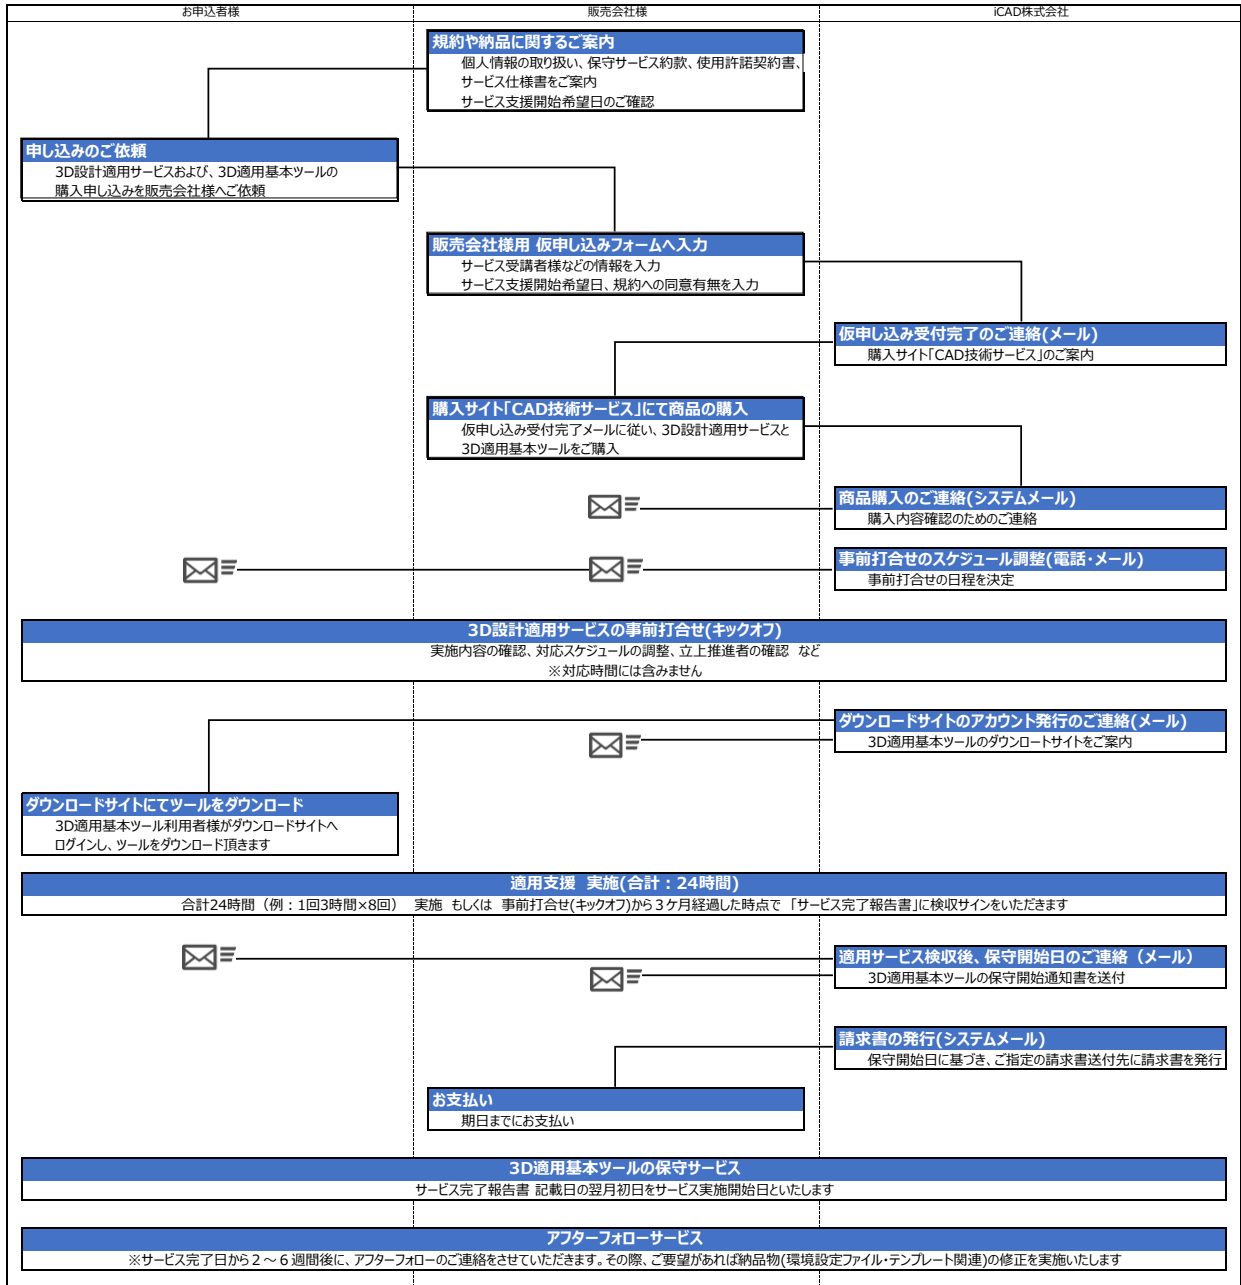 お申込者様
販売会社様
iCAD株式会社
規約や納品に関するご案内
個人情報の取り扱い、保守サービス約款、使用許諾契約書、
サービス仕様書をご案内
サービス支援開始希望日のご確認
申し込みのご依頼
3D設計適用サービスおよび、3D適用基本ツールの
購入申し込みを販売会社様へご依頼
販売会社様用 仮申し込みフォームへ入力
サービス受講者様などの情報を入力
サービス支援開始希望日、規約への同意有無を入力
仮申し込み受付完了のご連絡(メール)
購入サイト「CAD技術サービス」のご案内
購入サイト「CAD技術サービス」にて商品の購入
仮申し込み受付完了メールに従い、3D設計適用サービスと
3D適用基本ツールをご購入
商品購入のご連絡(システムメール)
購入内容確認のためのご連絡
事前打合せのスケジュール調整(電話・メール)
事前打合せの日程を決定
3D設計適用サービスの事前打合せ(キックオフ)
実施内容の確認、対応スケジュールの調整、立上推進者の確認 など
※対応時間には含みません
ダウンロードサイトのアカウント発行のご連絡(メール)
3D適用基本ツールのダウンロートサイトをご案内
ダウンロードサイトにてツールをダウンロード
3D適用基本ツール利用者様がダウンロードサイトへ
ログインし、ツールをダウンロード頂きます
適用支援 実施(合計：24時間)
合計24時間（例：1回3時間×8回） 実施 もしくは 事前打合せ(キックオフ)から３ケ月経過した時点で 「サービス完了報告書」に検収サインをいただきます
適用サービス検収後、保守開始日のご連絡（メール）
3D適用基本ツールの保守開始通知書を送付
請求書の発行(システムメール)
保守開始日に基づき、ご指定の請求書送付先に請求書を発行
お支払い
期日までにお支払い
3D適用基本ツールの保守サービス
サービス完了報告書 記載日の翌月初日をサービス実施開始日といたします
アフターフォローサービス
※サービス完了日から２～６週間後に、アフターフォローのご連絡をさせていただきます。その際、ご要望があれば納品物(環境設定ファイル・テンプレート関連)の修正を実施いたします